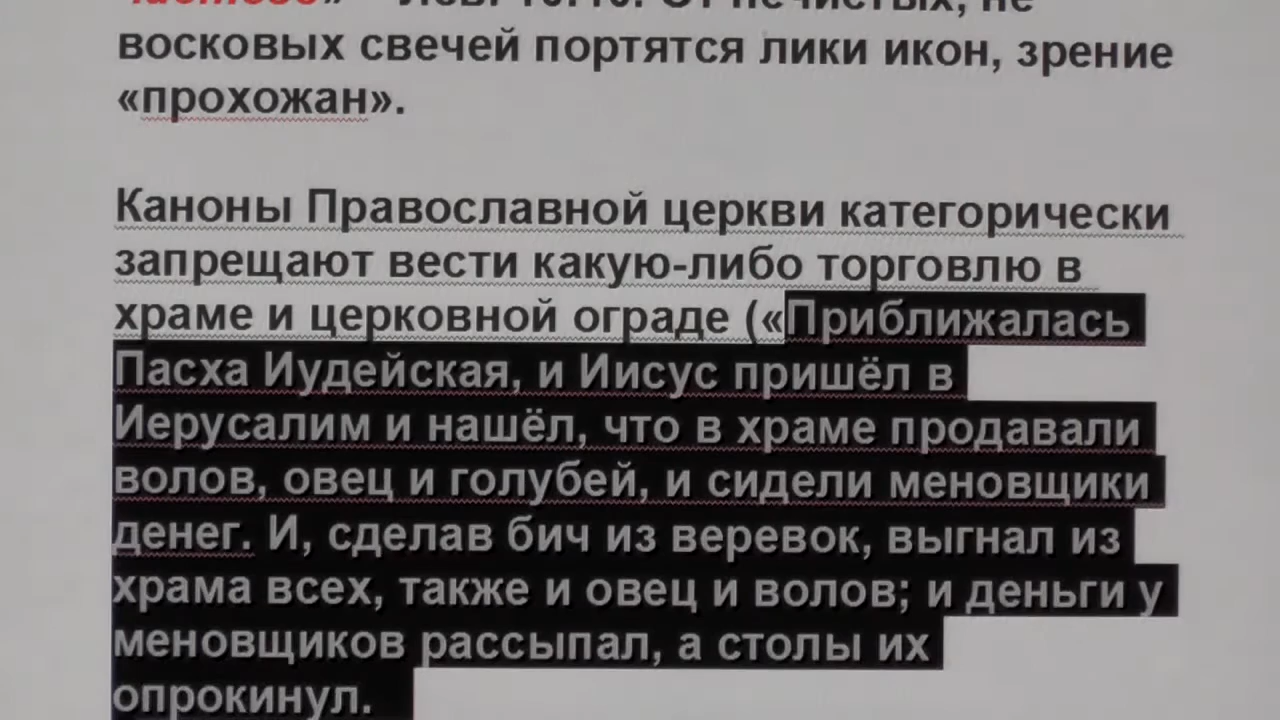 восковых свечей портятся лики икон, зрение
«прохожан».
Каноны Православной церкви категорически
запрещают вести какую-либо торговлю в
храме и церковной ограде («Приближалась
Пасха Иудейская, и Иисус пришёл в
Иерусалим и нашёл, что в храме продавали
волов, овец и голубей, и сидели меновщики
денег. И, сделав бич из веревок, выгнал из
храма всех, также и овец и волов; и деньги у
меновщиков рассыпал, а столы их
опрокинул.